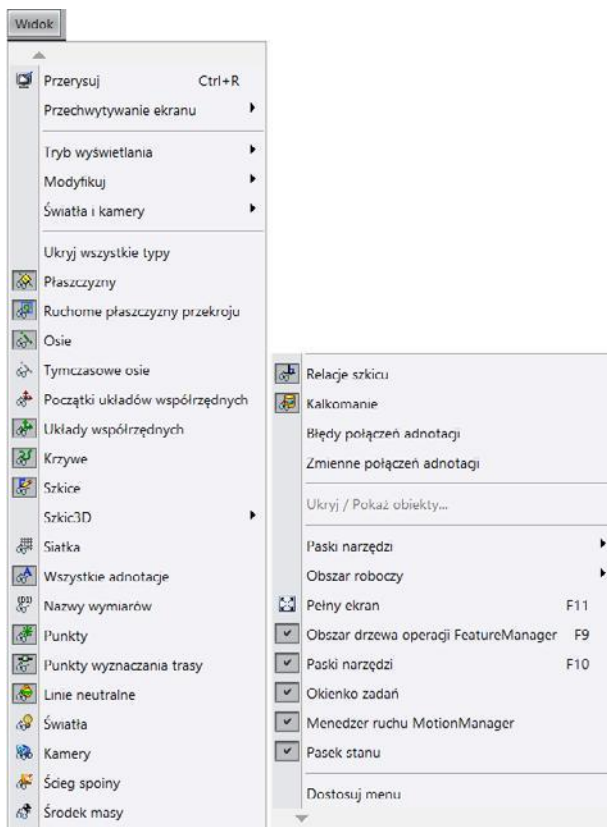 Widok
Przerysuj Ctrl+R
Przechwytywanie ekranu
Tryb wyświetlania
Modyfikuj
Światła i kamery
Ukryj wszystkie typy
Płaszczyzny
Ruchome płaszczyzny przekroju
Osie
Tymczasowe osie
Początki układów współrzędnych
Układy współrzędnych
Krzywe
Szkice
Szkic3D
Siatka
Wszystkie adnotacje
Nazwy wymiarów
Punkty
Punkty wyznaczania trasy
Linie neutralne
Światła
Kamery
Ścieg spoiny
Środek masy
Relacje szkicu
Kalkomanie
Błędy połączeń adnotagi
Zmienne połączeń adnotagi
Ukryj / Pokaż obiekty...
Paski narzędzi
Obszar roboczy
Pełny ekran F11
Obszar drzewa operacji FeatureManager F9
Paski narzędzi F10
Okienko zadań
Menedzer ruchu MotionManager
Pasek stanu
Dostosuj menu